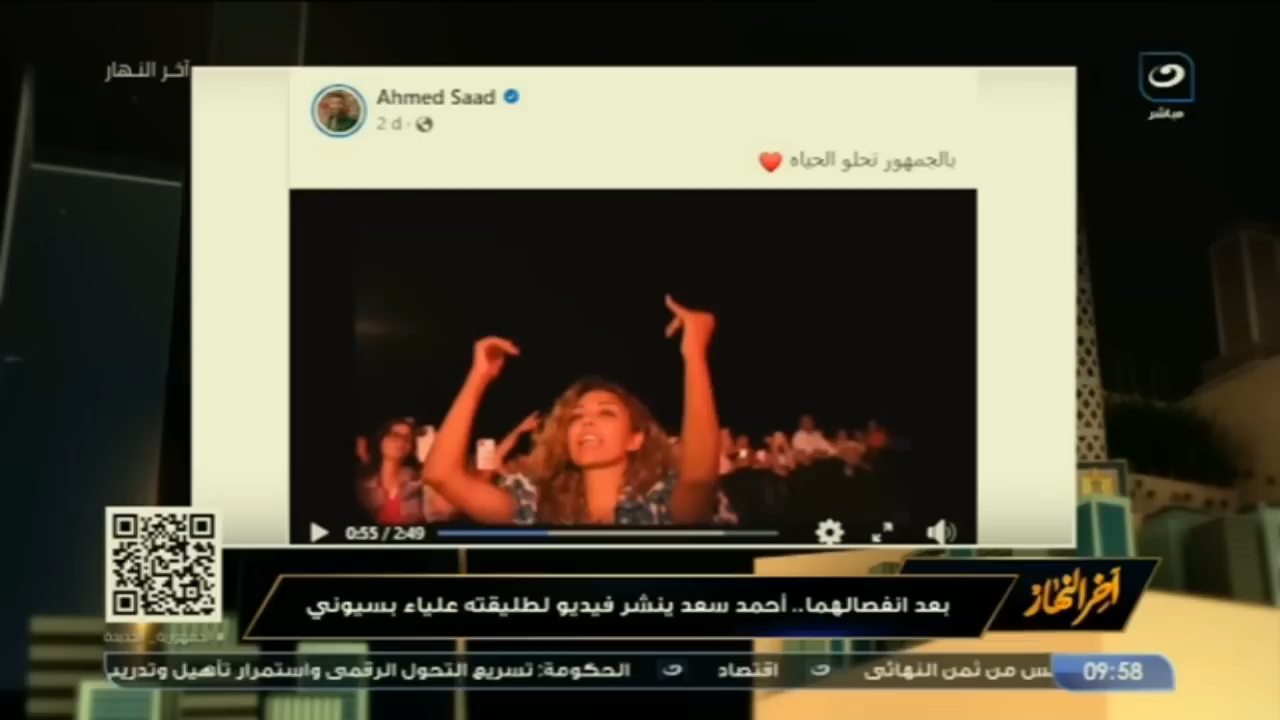 آخر النهار
مباشر
Ahmed Saad
2 d ·
بالجمهور تحلو الحياه ❤️
0:55 / 2:49
آخر النهار
بعد انفصالهما.. أحمد سعد ينشر فيديو لطليقته علياء بسيوني
09:58
من ثمن النهائي اقتصاد الحكومة: تسريع التحول الرقمى واستمرار تأهيل وتدريب